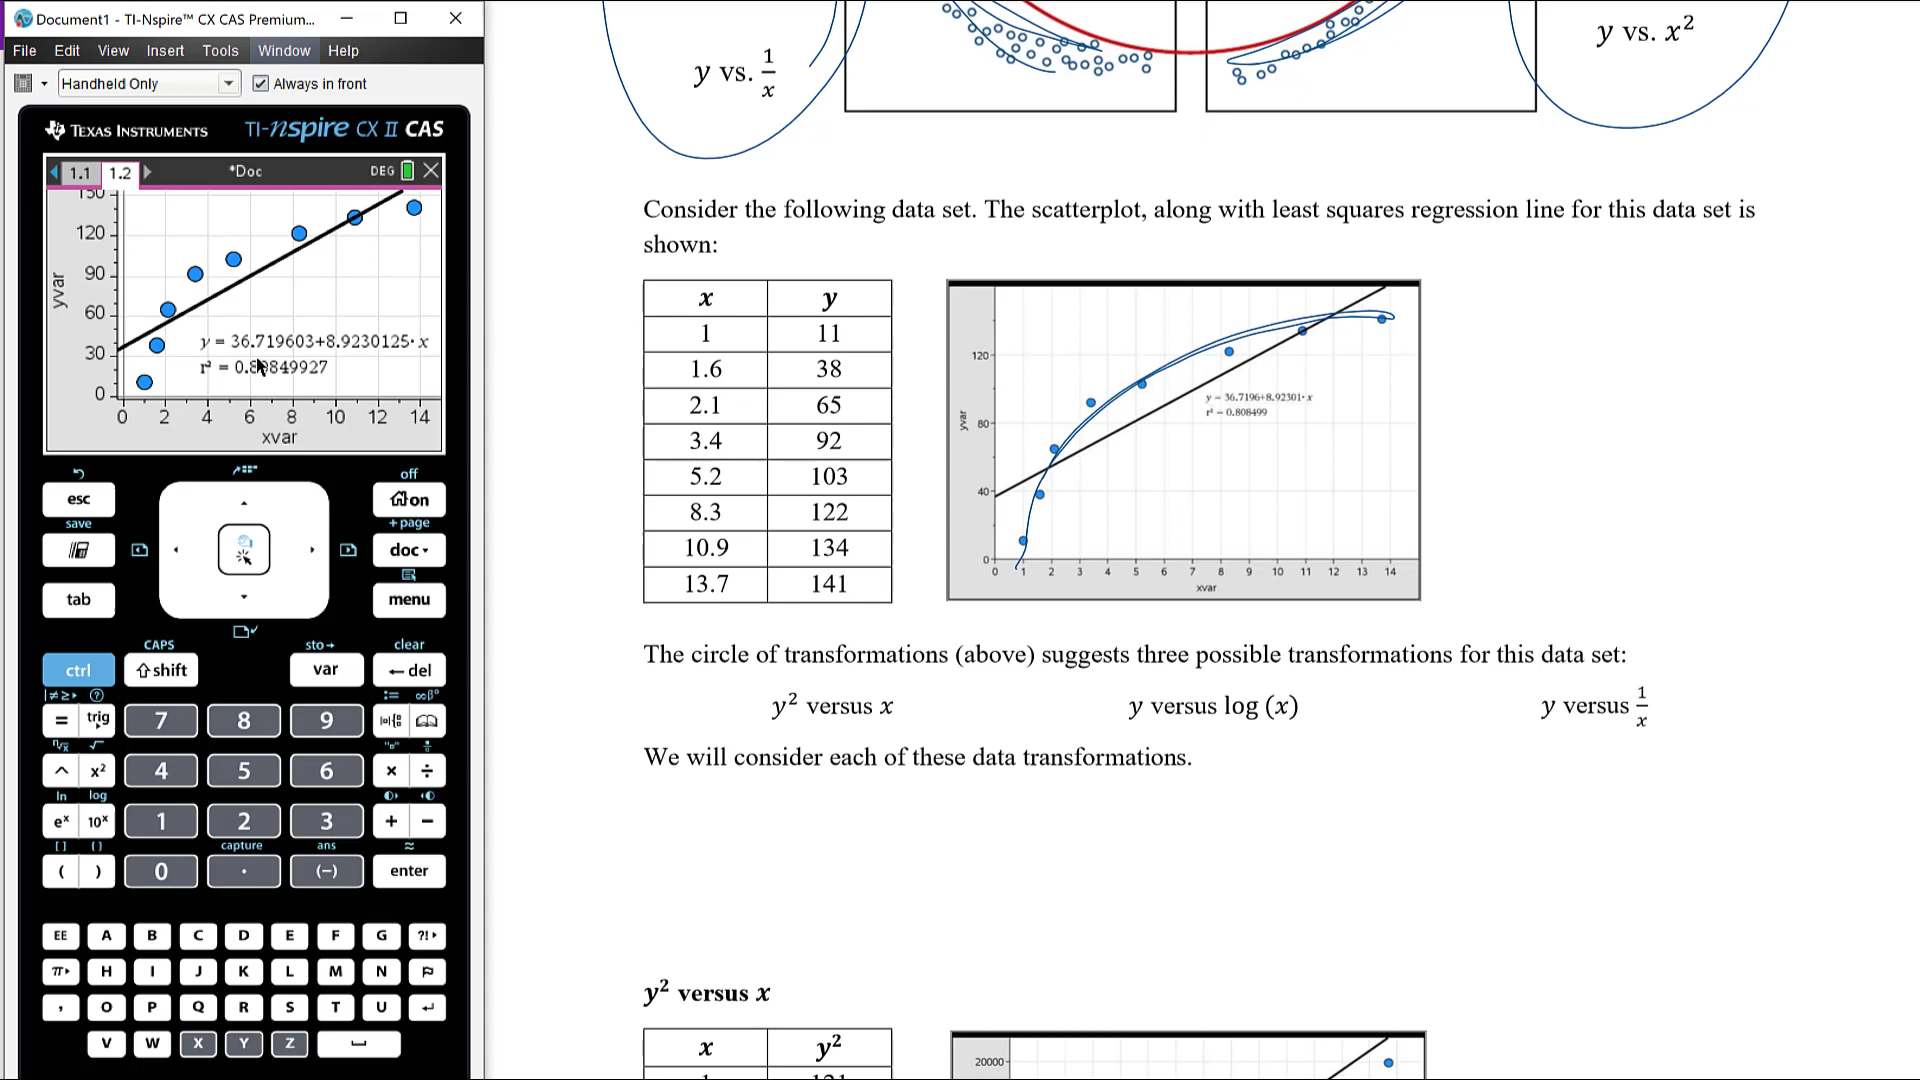 Document1 - TI-Nspire™ CX CAS Premium...
File Edit View Insert Tools Window Help
Handheld Only
Always in front
TEXAS INSTRUMENTS TI-nspire CX II CAS
1.1 1.2 *Doc DEG
150
120
90
60
30
0
yvar
y = 36.719603+8.9230125· x
0 2 4 6 8 10 12 14
xvar
off
esc on
save + page
doc
tab menu
CAPS sto→ clear
ctrl ⇧shift var ← del
= trig 7 8 9
^ x² 4 5 6 × ÷
ln log
eˣ 10ˣ 1 2 3 + −
[ ] { } capture ans ≈
( ) 0 . (−) enter
EE A B C D E F G ?!▸
π▸ H I J K L M N
, O P Q R S T U ↵
V W X Y Z
y vs. 1/x
y vs. x²
Consider the following data set. The scatterplot, along with least squares regression line for this data set is
shown:
x y
1 11
1.6 38
2.1 65
3.4 92
5.2 103
8.3 122
10.9 134
13.7 141
120
80
40
0
yvar
y = 36.7196+8.92301· x
r² = 0.808499
0 1 2 3 4 5 6 7 8 9 10 11 12 13 14
xvar
The circle of transformations (above) suggests three possible transformations for this data set:
y² versus x y versus log (x) y versus 1/x
We will consider each of these data transformations.
y² versus x
x y²
20000